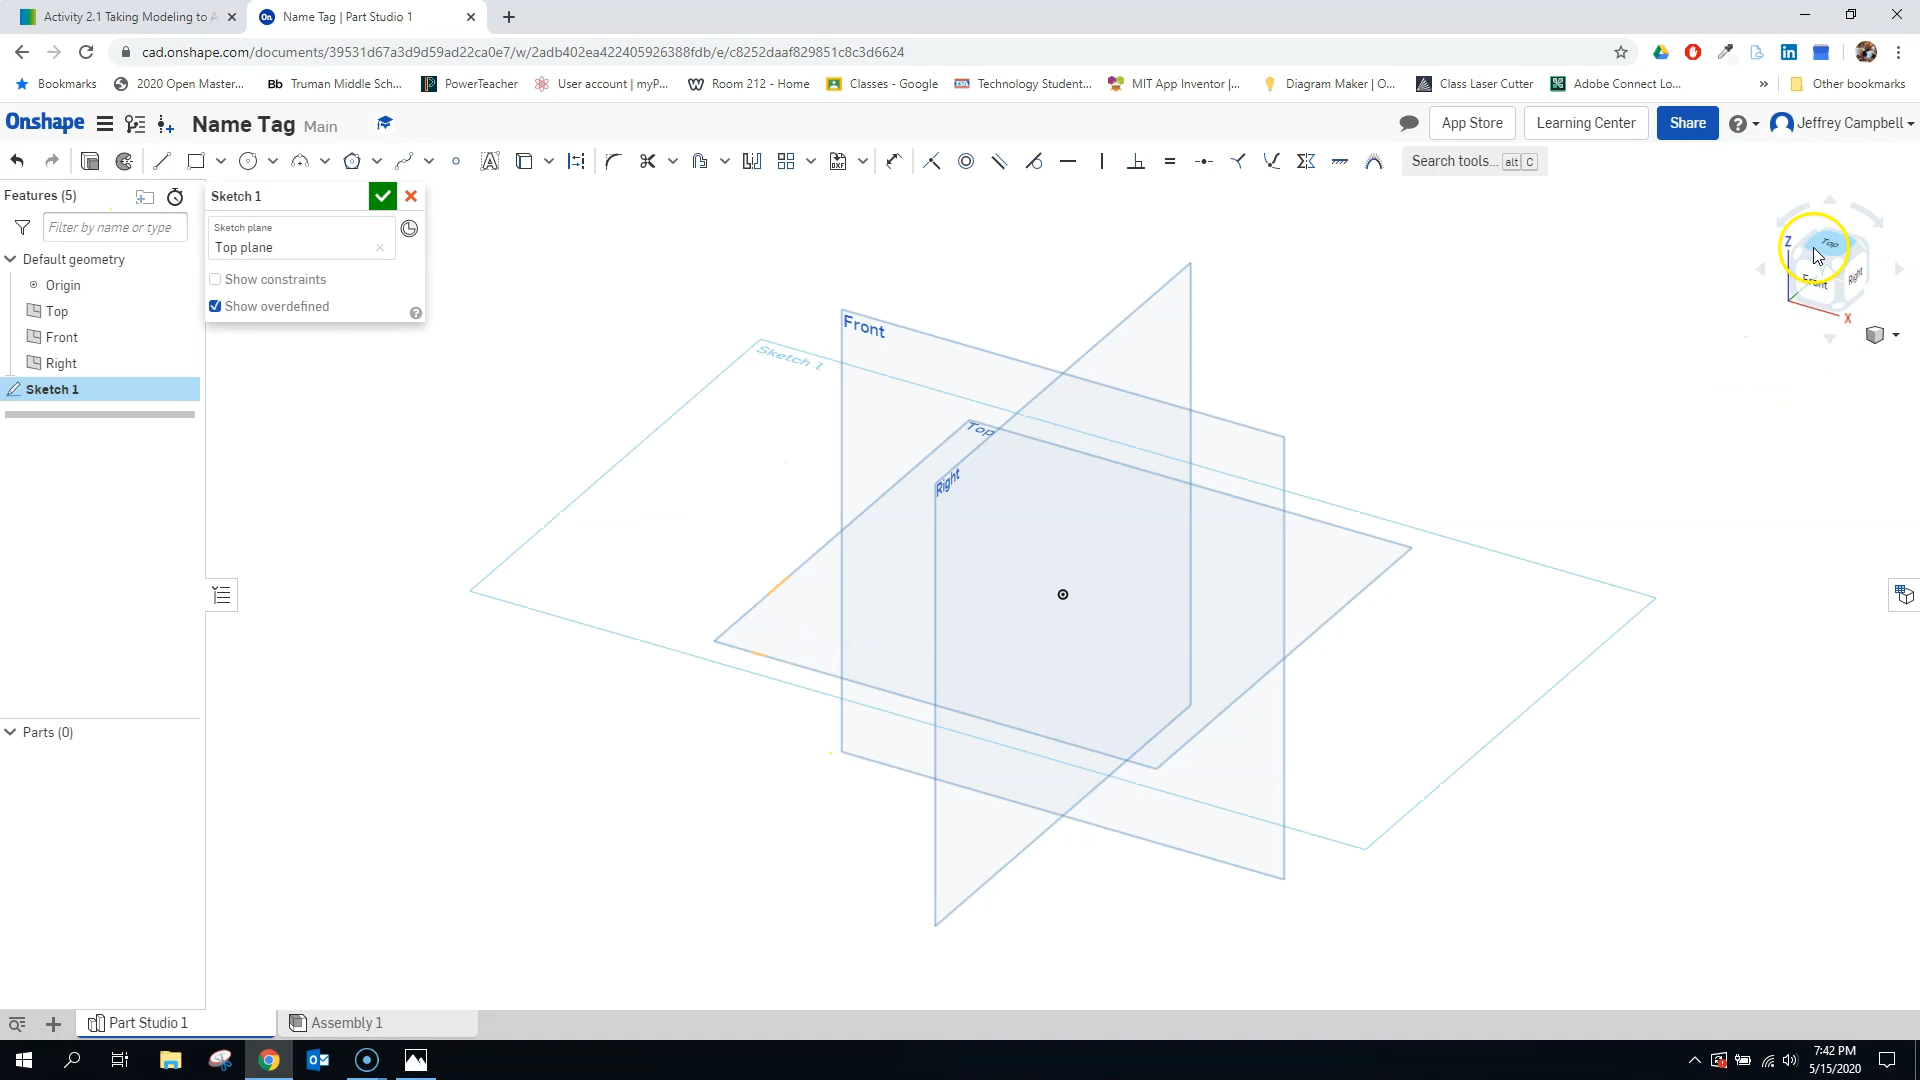 Activity 2.1 Taking Modeling to A
Name Tag | Part Studio 1
cad.onshape.com/documents/39531d67a3d9d59ad22ca0e7/w/2adb402ea422405926388fdb/e/c8252daaf829851c8c3d6624
Bookmarks
2020 Open Master...
Bb Truman Middle Sch...
PowerTeacher
User account | myP...
Room 212 - Home
Classes - Google
Technology Student...
MIT App Inventor |...
Diagram Maker | O...
Class Laser Cutter
Adobe Connect Lo...
Other bookmarks
Onshape
Name Tag Main
App Store
Learning Center
Share
Jeffrey Campbell
Search tools... alt C
Features (5)
Filter by name or type
Default geometry
Origin
Top
Front
Right
Sketch 1
Parts (0)
Sketch 1
Sketch plane
Top plane
Show constraints
Show overdefined
Front
Sketch 1
Top
Right
Z
Top
Front
Right
X
Part Studio 1
Assembly 1
7:42 PM
5/15/2020